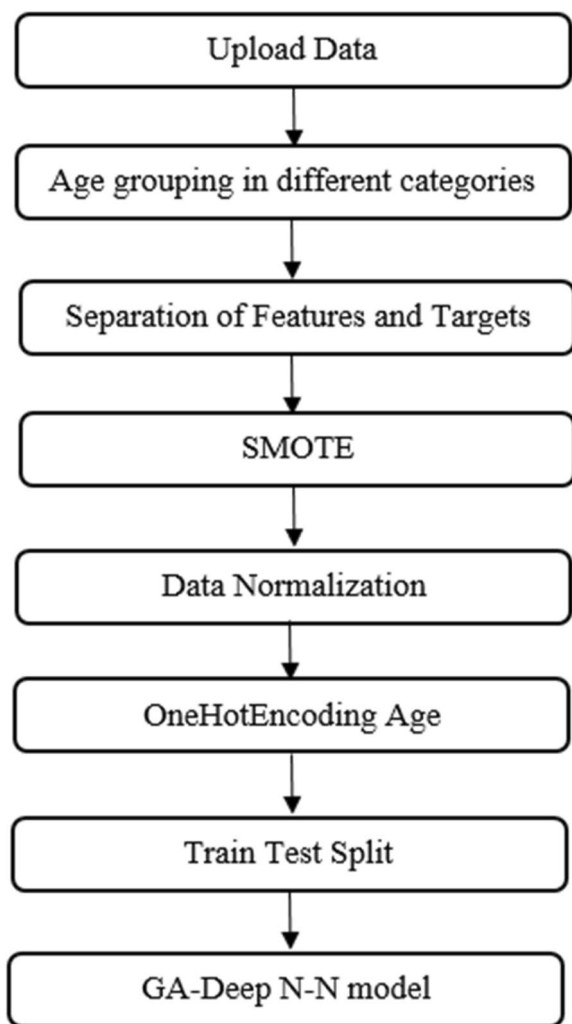 Upload Data
Age grouping in different categories
Separation of Features and Targets
SMOTE
Data Normalization
OneHotEncoding Age
Train Test Split
GA-Deep N-N model